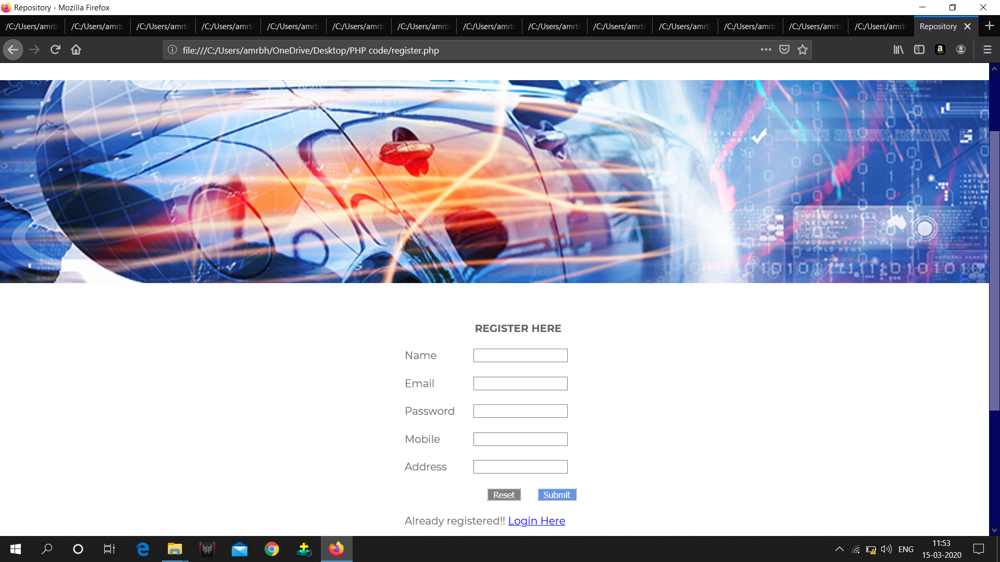 Repository - Mozilla Firefox
/C:/Users/amrb /C:/Users/amrb /C:/Users/amrb /C:/Users/amrb /C:/Users/amrb /C:/Users/amrb /C:/Users/amrb /C:/Users/amrb /C:/Users/amrb /C:/Users/amrb /C:/Users/amrb /C:/Users/amrb /C:/Users/amrb /C:/Users/amrb Repository
file:///C:/Users/amrbh/OneDrive/Desktop/PHP code/register.php
REGISTER HERE
Name
Email
Password
Mobile
Address
Reset Submit
Already registered!! Login Here
ENG
11:53
15-03-2020